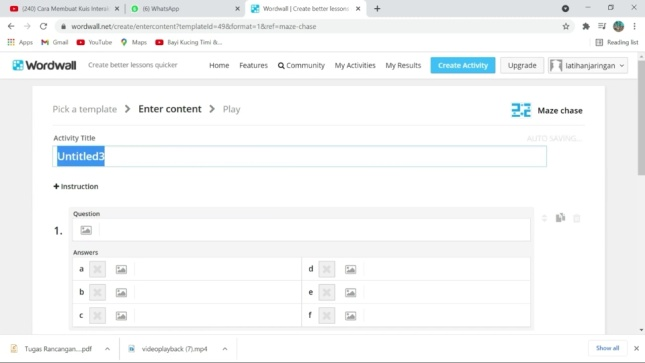 (240) Cara Membuat Kuis Interak
(6) WhatsApp
Wordwall | Create better lessons
wordwall.net/create/entercontent?templateId=49&format=1&ref=maze-chase
Apps
Gmail
YouTube
Maps
Bayi Kucing Timi &...
Reading list
Wordwall
Create better lessons quicker
Home
Features
Community
My Activities
My Results
Create Activity
Upgrade
latihanjaringan
Pick a template > Enter content > Play
Maze chase
Activity Title
AUTO SAVING...
Untitled3
+ Instruction
Question
1.
Answers
a
d
b
e
c
f
Tugas Rancangan....pdf
videoplayback (7).mp4
Show all